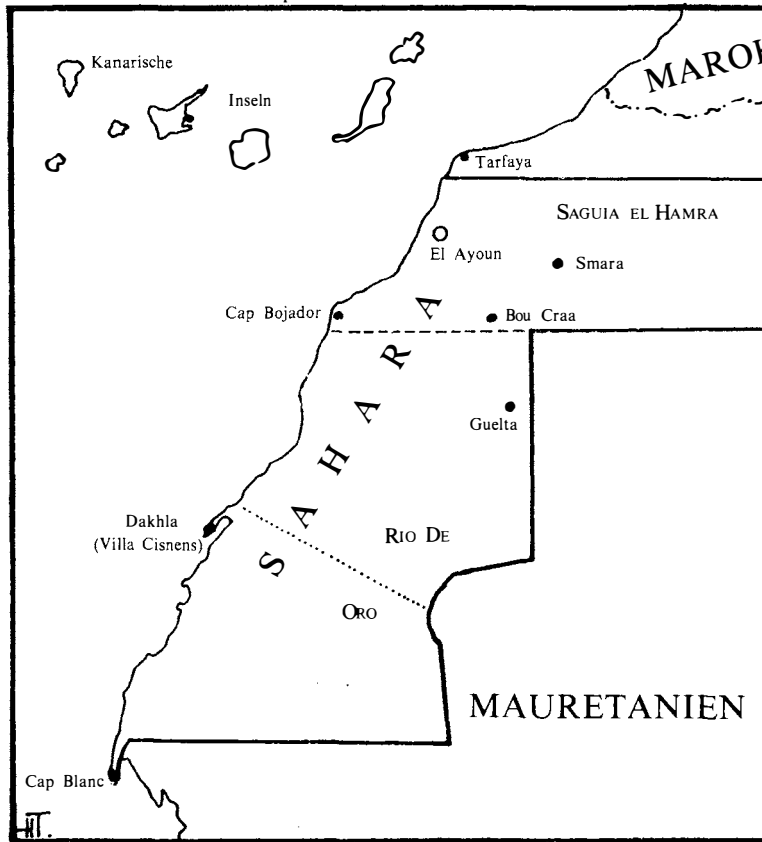 Kanarische
Inseln
MAROK
Tarfaya
SAGUIA EL HAMRA
El Ayoun
Smara
Cap Bojador
Bou Craa
SAHARA
Guelta
Dakhla
(Villa Cisnens)
RIO DE
ORO
MAURETANIEN
Cap Blanc
HT.